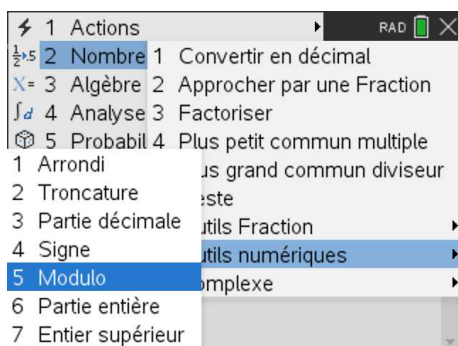 1 Actions
RAD
2 Nombre
3 Algèbre
4 Analyse
5 Probabil
1 Convertir en décimal
2 Approcher par une Fraction
3 Factoriser
4 Plus petit commun multiple
us grand commun diviseur
este
utils Fraction
utils numériques
omplexe
1 Arrondi
2 Troncature
3 Partie décimale
4 Signe
5 Modulo
6 Partie entière
7 Entier supérieur